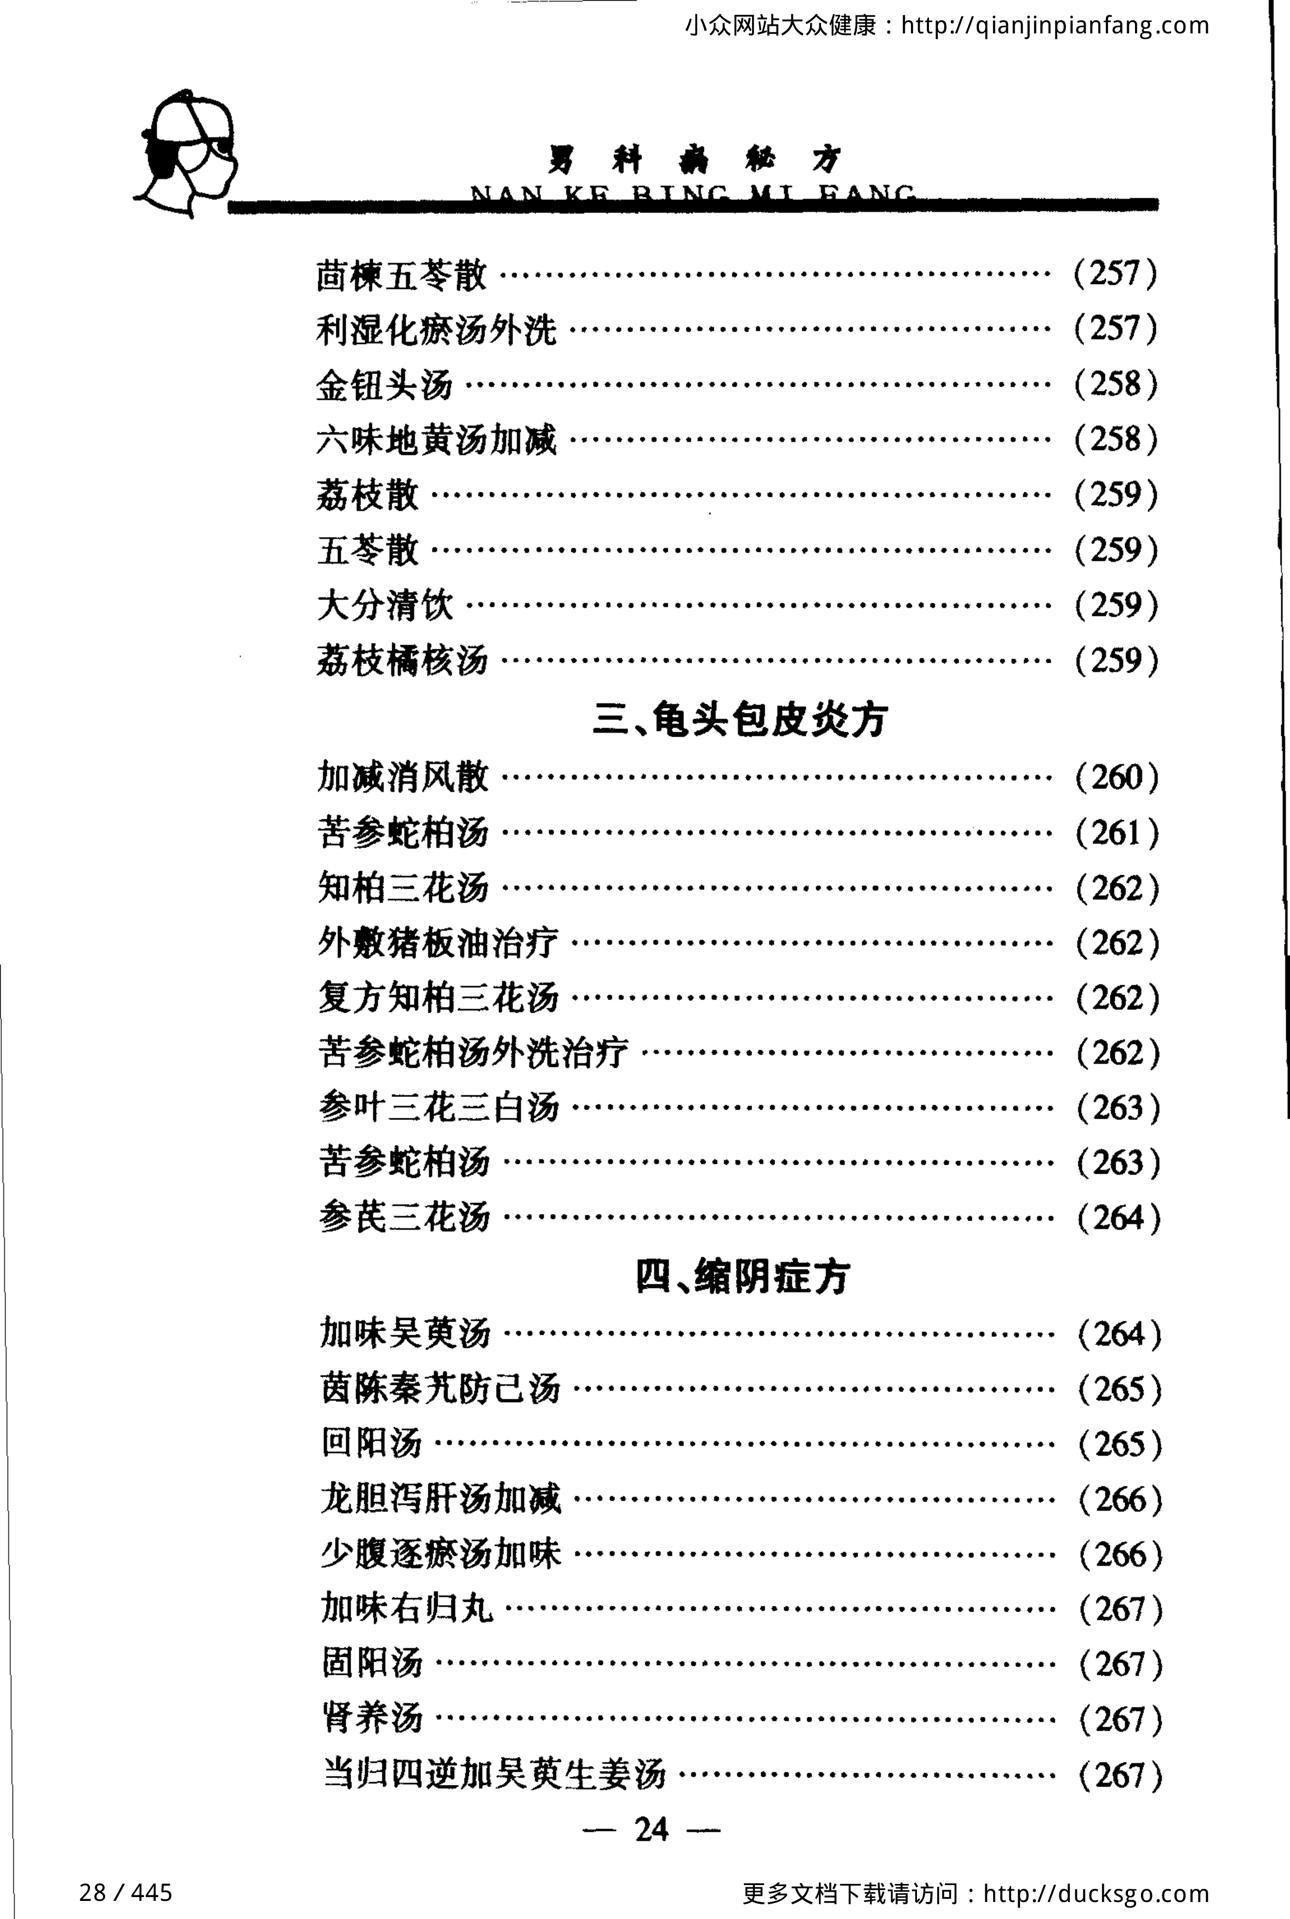 小众网站大众健康：http://qianjinpianfang.com
男科病秘方
NAN KE BING MI FANG
茴楝五苓散 ………… (257)
利湿化瘀汤外洗 ………… (257)
金钮头汤 ………… (258)
六味地黄汤加减 ………… (258)
荔枝散 ………… (259)
五苓散 ………… (259)
大分清饮 ………… (259)
荔枝橘核汤 ………… (259)
三、龟头包皮炎方
加减消风散 ………… (260)
苦参蛇柏汤 ………… (261)
知柏三花汤 ………… (262)
外敷猪板油治疗 ………… (262)
复方知柏三花汤 ………… (262)
苦参蛇柏汤外洗治疗 ………… (262)
参叶三花三白汤 ………… (263)
苦参蛇柏汤 ………… (263)
参芪三花汤 ………… (264)
四、缩阴症方
加味吴萸汤 ………… (264)
茵陈秦艽防己汤 ………… (265)
回阳汤 ………… (265)
龙胆泻肝汤加减 ………… (266)
少腹逐瘀汤加味 ………… (266)
加味右归丸 ………… (267)
固阳汤 ………… (267)
肾养汤 ………… (267)
当归四逆加吴萸生姜汤 ………… (267)
— 24 —
28 / 445
更多文档下载请访问：http://ducksgo.com